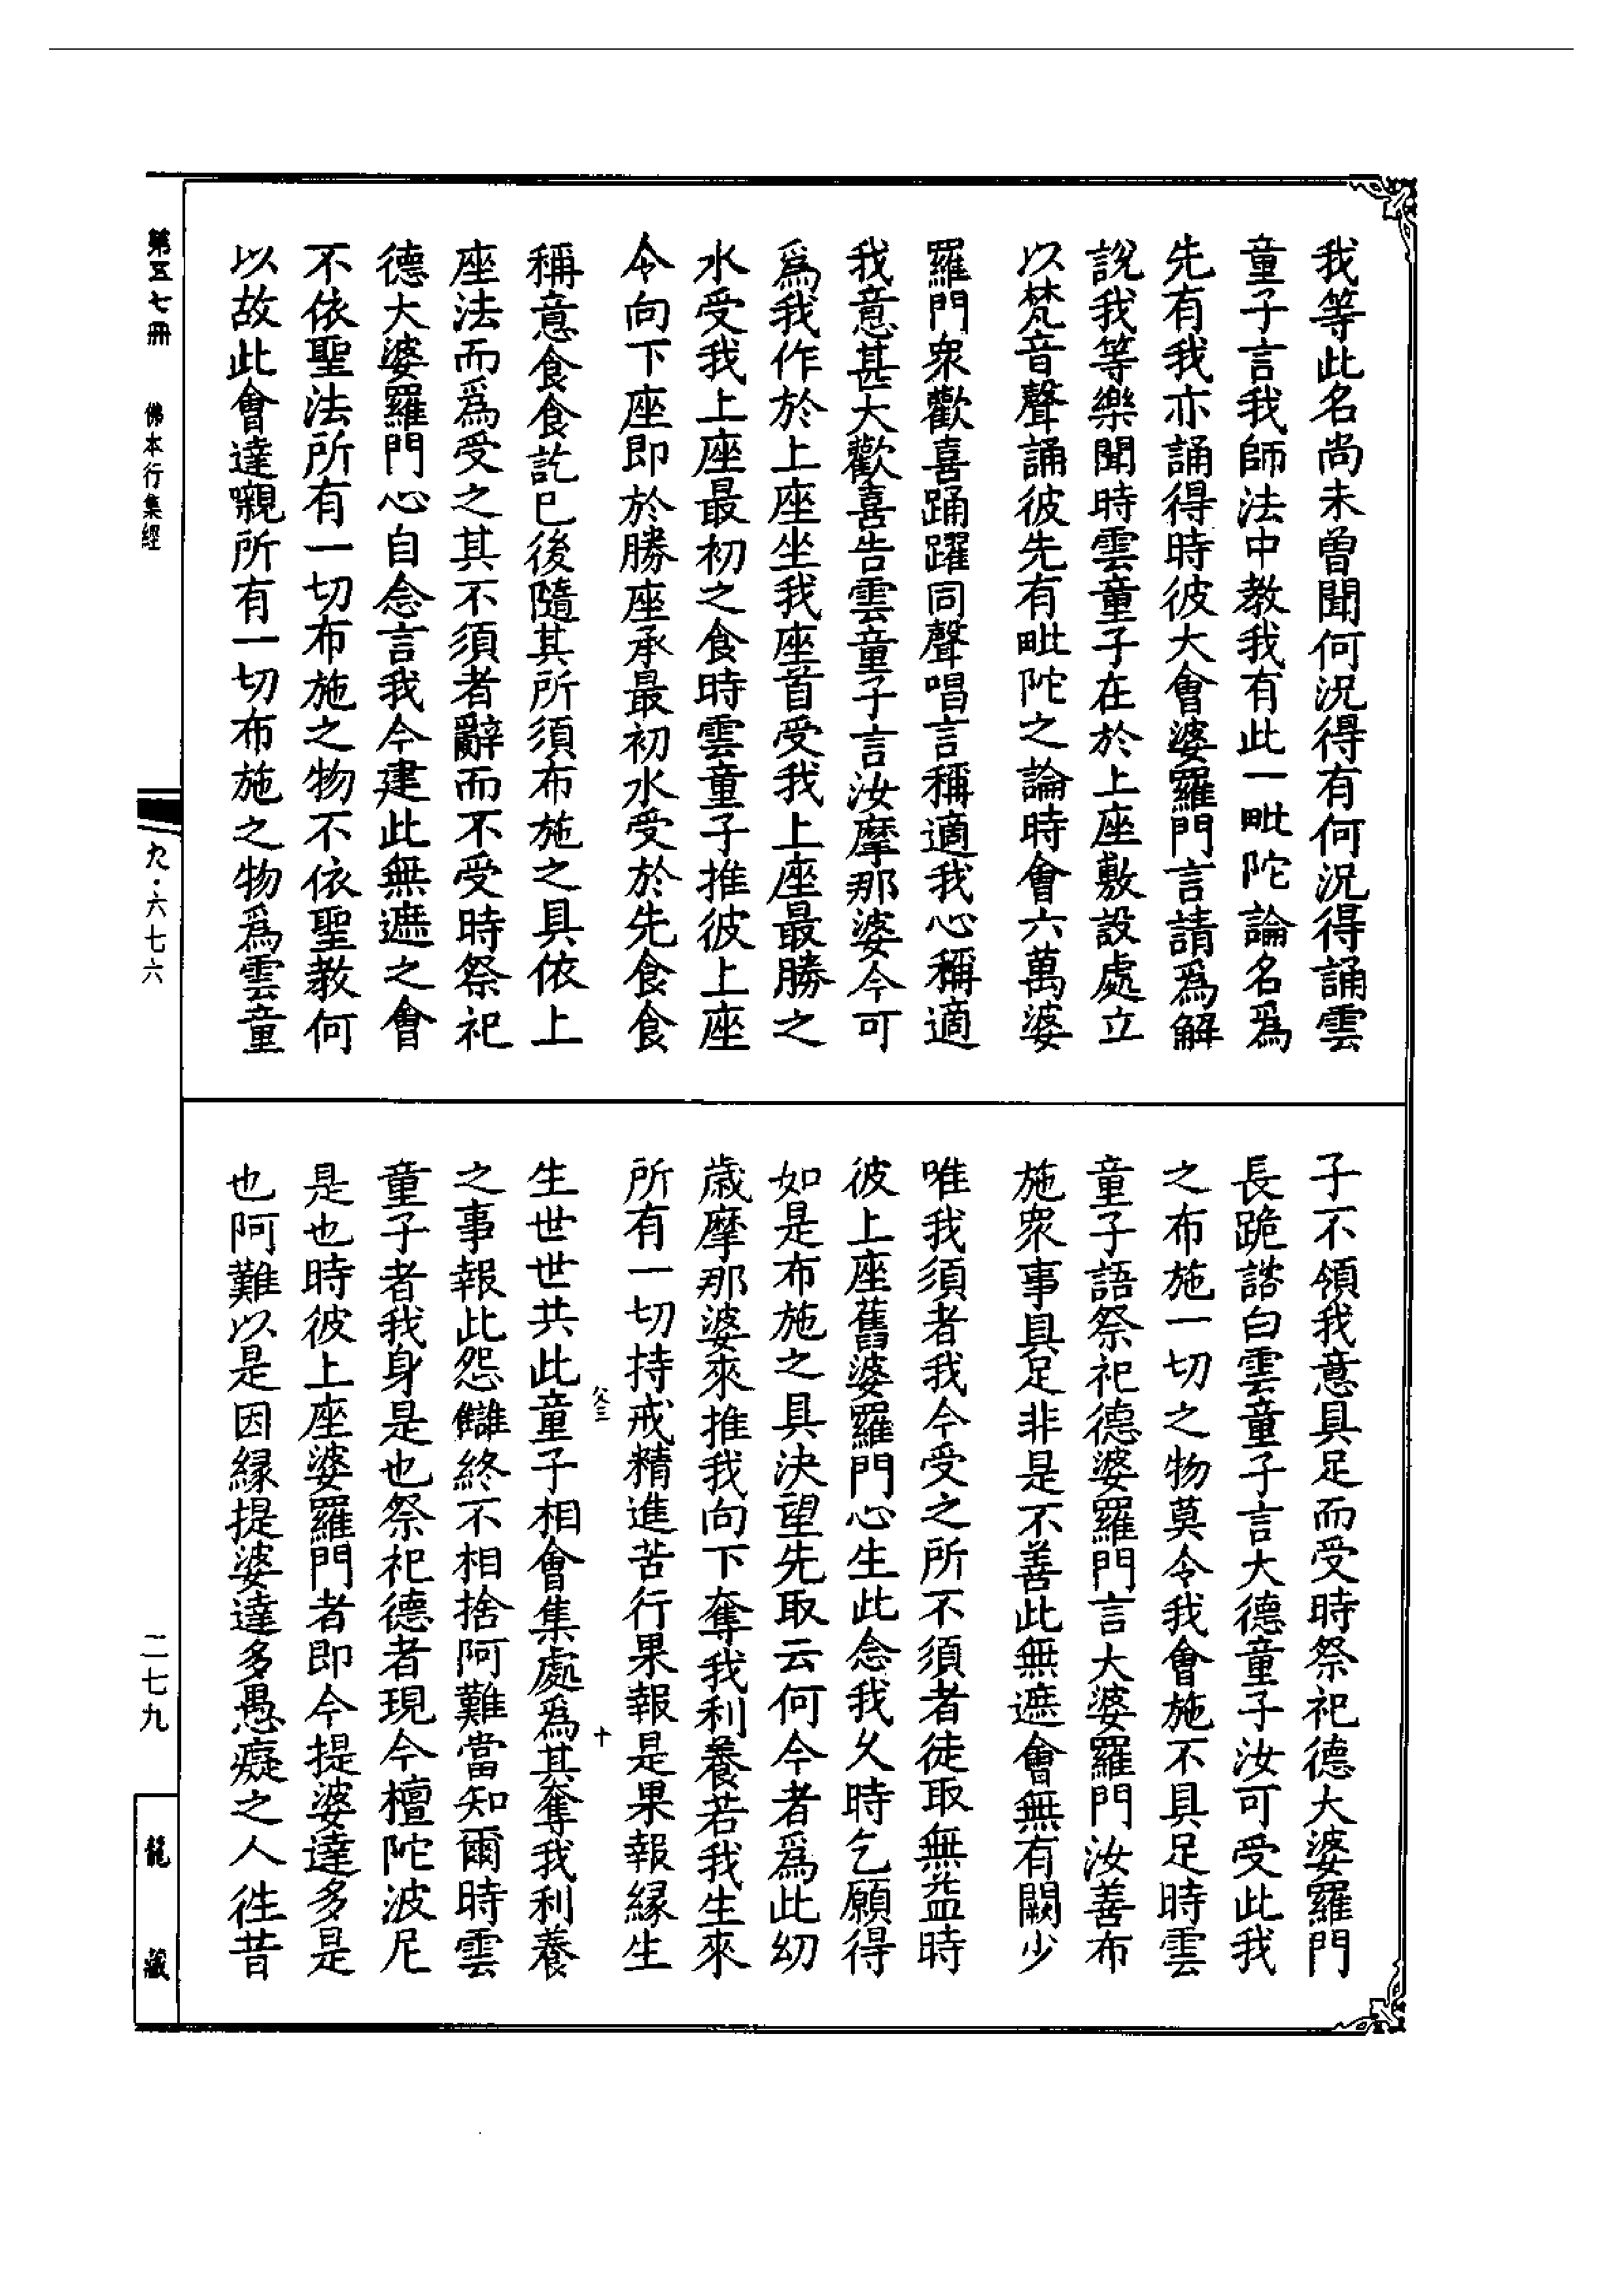 我等此名尚未曾聞何況得有何況得誦雲
童子言我師法中教我有此一毗陀論名爲
先有我亦誦得時彼大會婆羅門言請爲解
說我等樂聞時雲童子在於上座敷設處立
以梵音聲誦彼先有毗陀之論時會六萬婆
羅門衆歡喜踊躍同聲唱言稱適我心稱適
我意甚大歡喜告雲童子言汝摩那婆今可
爲我作於上座坐我座首受我上座最勝之
水受我上座最初之食時雲童子推彼上座
令向下座即於勝座承最初水受於先食食
稱意食食訖巳後隨其所須布施之具依上
座法而爲受之其不須者辭而不受時祭祀
德大婆羅門心自念言我今建此無遮之會
不依聖法所有一切布施之物不依聖教何
以故此會達嚫所有一切布施之物爲雲童
子不領我意具足而受時祭祀德大婆羅門
長跪諮白雲童子言大德童子汝可受此我
之布施一切之物莫令我會施不具足時雲
童子語祭祀德婆羅門言大婆羅門汝善布
施衆事具足非是不善此無遮會無有闕少
唯我須者我今受之所不須者徒取無益時
彼上座舊婆羅門心生此念我久時乞願得
如是布施之具決望先取云何今者爲此幼
歲摩那婆來推我向下奪我利養若我生來
所有一切持戒精進苦行果報是果報緣生
父三
十
生世世共此童子相會集處爲其奪我利養
之事報此怨讎終不相捨阿難當知爾時雲
童子者我身是也祭祀德者現今檀陀波尼
是也時彼上座婆羅門者即今提婆達多是
也阿難以是因緣提婆達多愚癡之人徃昔
第五七冊
佛本行集經
九·六七六
二七九
龍藏